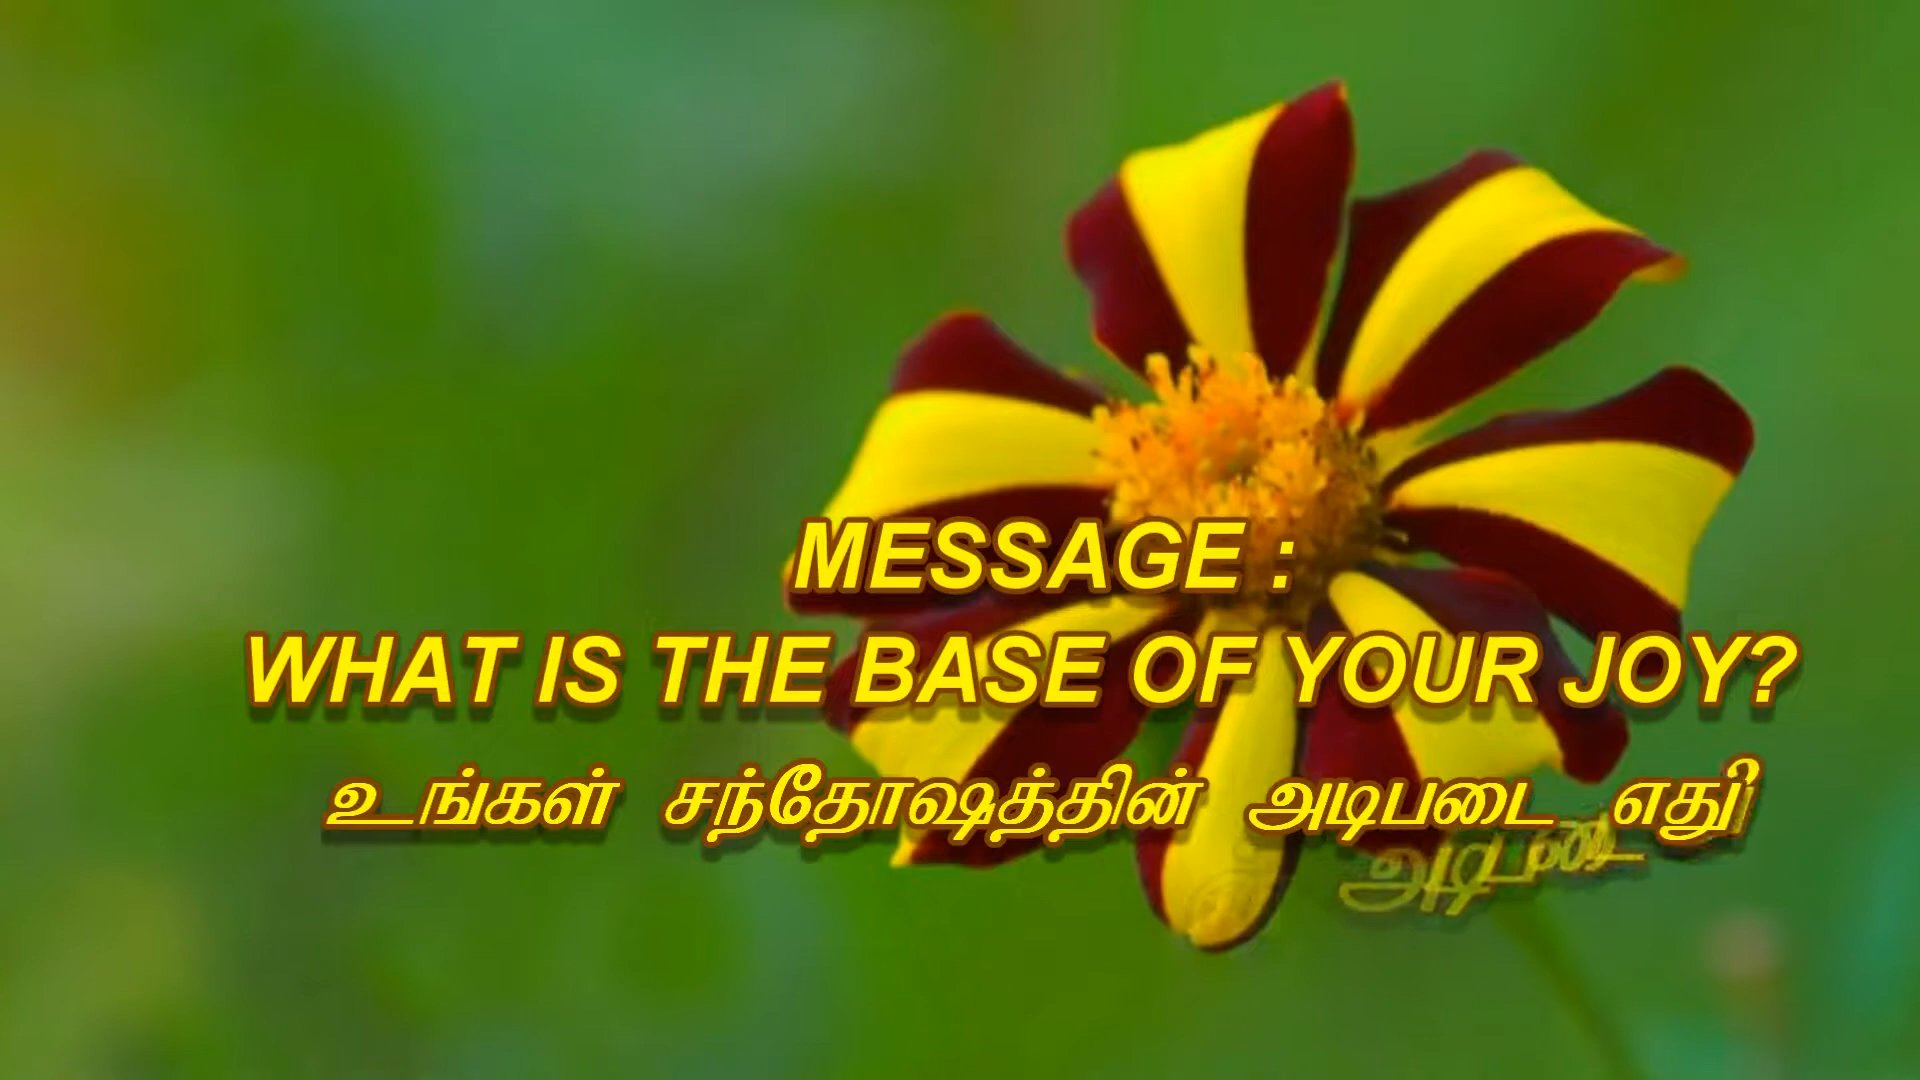 MESSAGE :
WHAT IS THE BASE OF YOUR JOY?
உங்கள் சந்தோஷத்தின் அடிபடை எது
அடிபடை